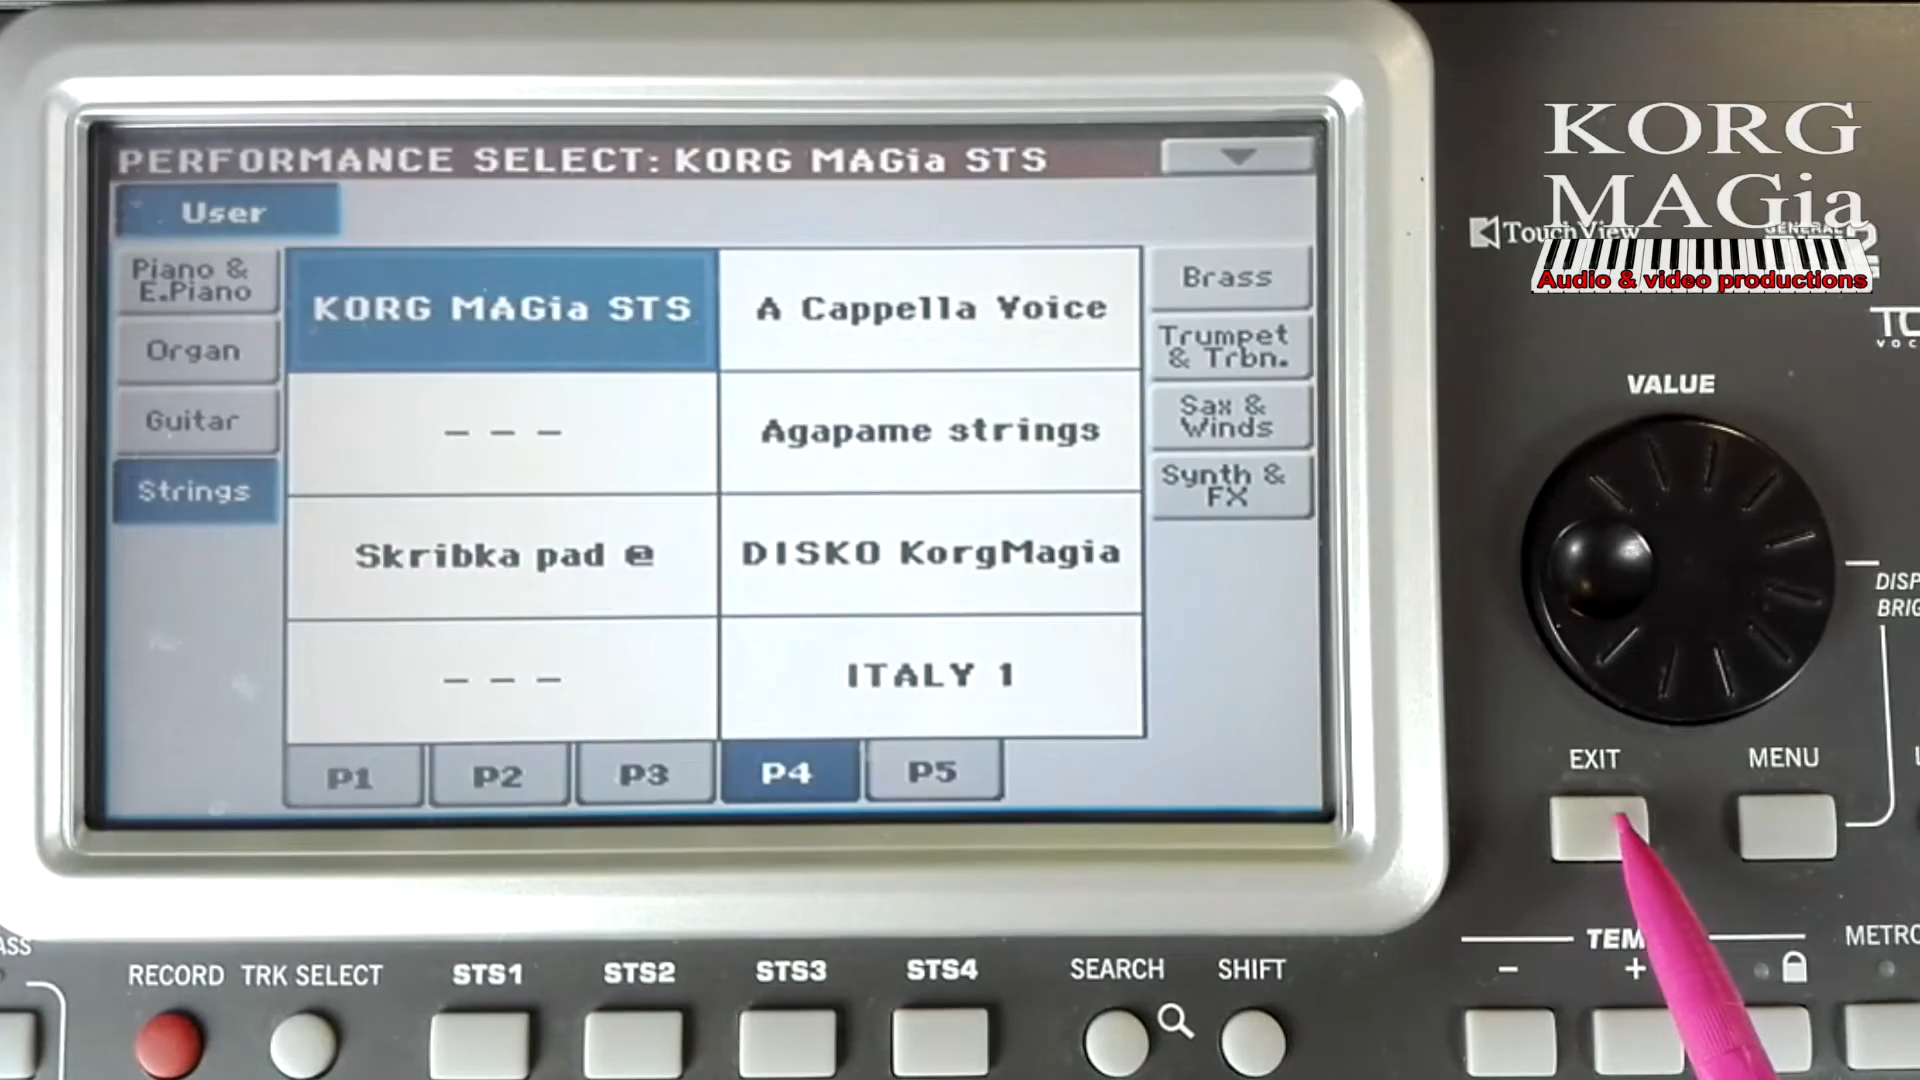 PERFORMANCE SELECT: KORG MAGia STS
User
Piano &
E.Piano
Organ
Guitar
Strings
KORG MAGia STS
A Cappella Voice
– – –
Agapame strings
Skribka pad @
DISKO KorgMagia
– – –
ITALY 1
Brass
Trumpet
& Trbn.
Sax &
Winds
Synth &
FX
P1 P2 P3 P4 P5
KORG
MAGia
TouchView
GENERAL
Audio & video productions
VALUE
EXIT
MENU
RECORD
TRK SELECT
STS1
STS2
STS3
STS4
SEARCH
SHIFT
–
+